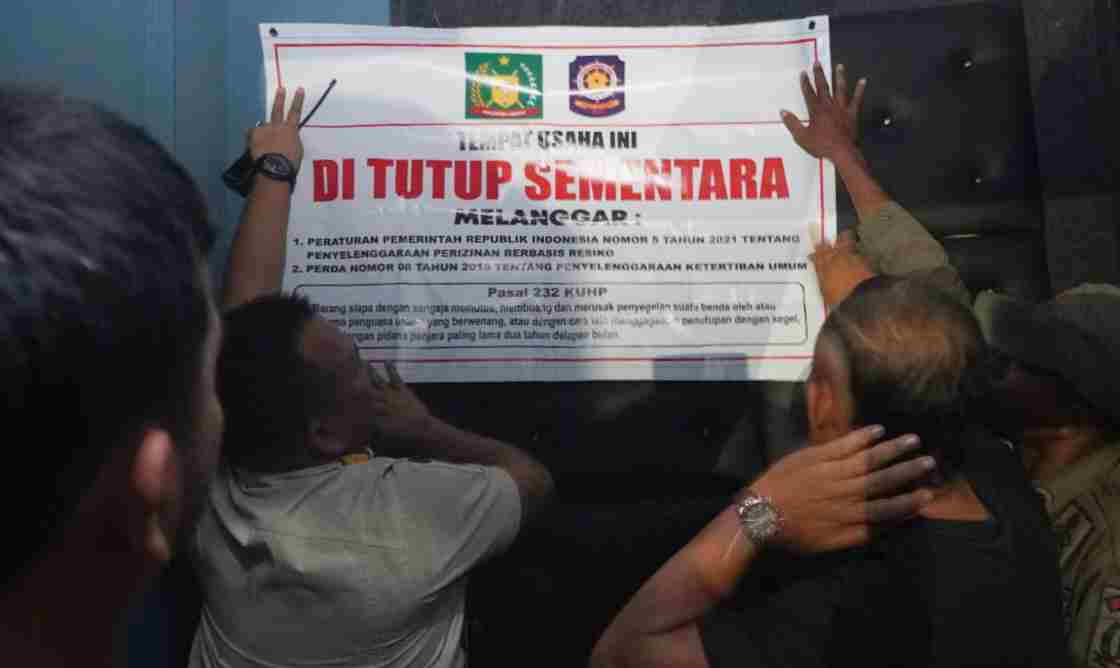 TEMPAT USAHA INI
DI TUTUP SEMENTARA
MELANGGAR :
1. PERATURAN PEMERINTAH REPUBLIK INDONESIA NOMOR 5 TAHUN 2021 TENTANG
PENYELENGGARAAN PERIZINAN BERBASIS RESIKO
2. PERDA NOMOR 08 TAHUN 2018 TENTANG PENYELENGGARAAN KETERTIBAN UMUM
Pasal 232 KUHP
Barang siapa dengan sengaja memutus, membuang dan merusak penyegelan suatu benda oleh atau
penguasa umum yang berwenang, atau dengan cara lain menggagalkan penutupan dengan segel,
pidana penjara paling lama dua tahun delapan bulan.